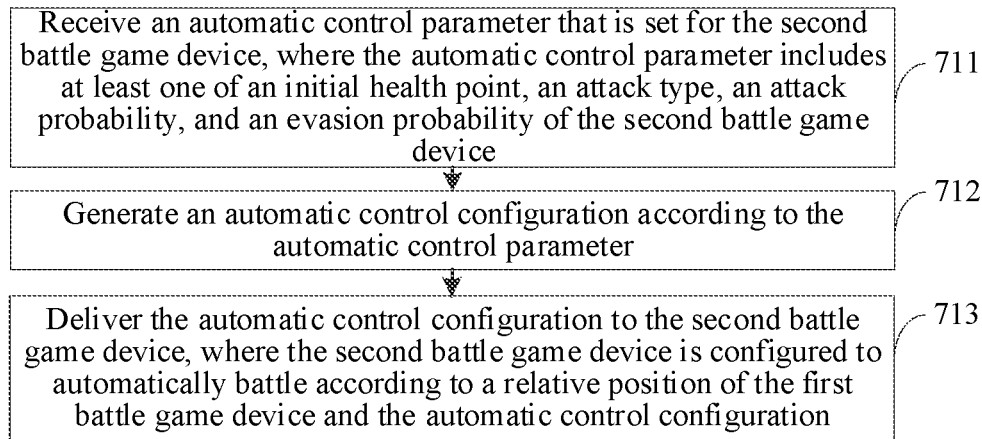 Receive an automatic control parameter that is set for the second
battle game device, where the automatic control parameter includes
at least one of an initial health point, an attack type, an attack
probability, and an evasion probability of the second battle game
device
711
Generate an automatic control configuration according to the
automatic control parameter
712
Deliver the automatic control configuration to the second battle
game device, where the second battle game device is configured to
automatically battle according to a relative position of the first
battle game device and the automatic control configuration
713